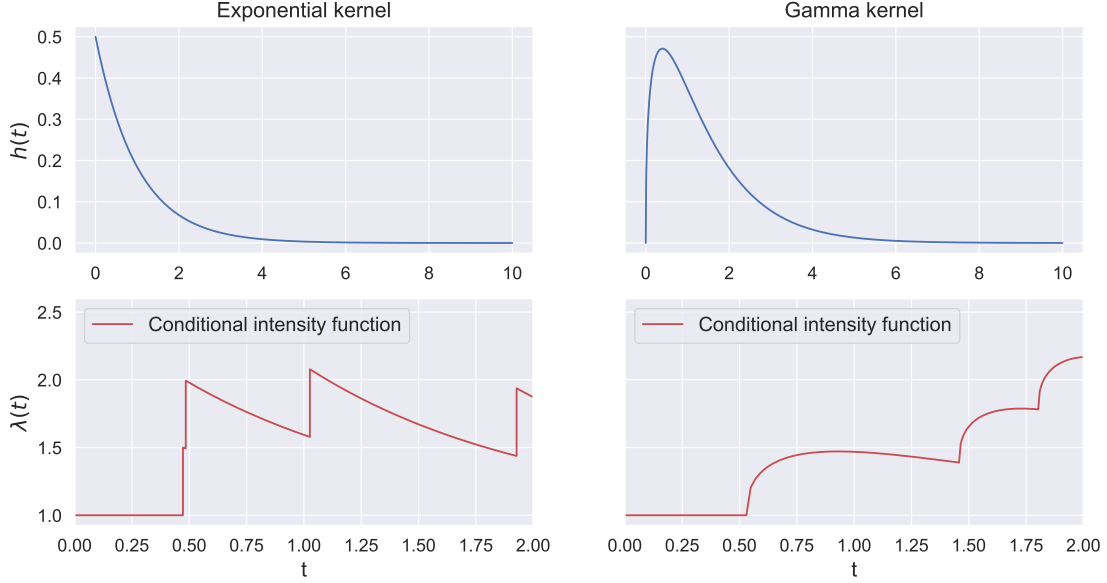 Exponential kernel
Gamma kernel
h(t)
0.5
0.4
0.3
0.2
0.1
0.0
0 2 4 6 8 10
0 2 4 6 8 10
λ(t)
2.5
2.0
1.5
1.0
Conditional intensity function
Conditional intensity function
0.00 0.25 0.50 0.75 1.00 1.25 1.50 1.75 2.00
0.00 0.25 0.50 0.75 1.00 1.25 1.50 1.75 2.00
t
t